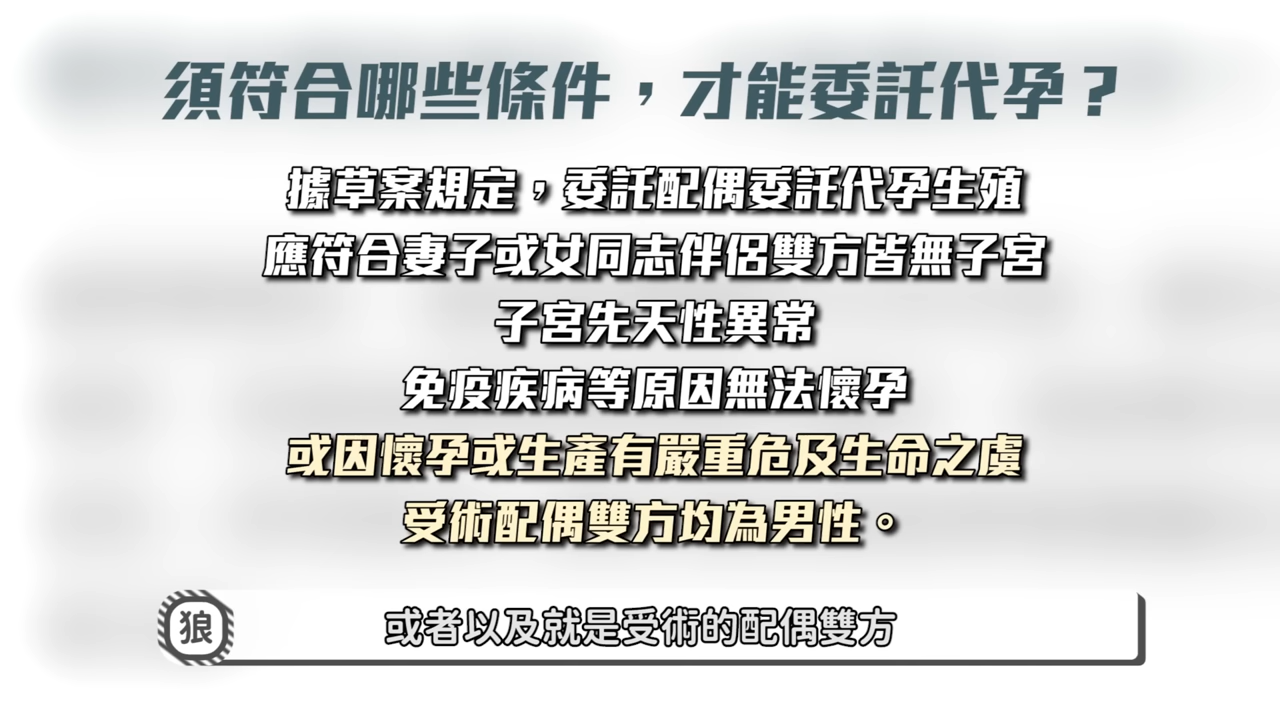 須符合哪些條件，才能委託代孕？
據草案規定，委託配偶委託代孕生殖
應符合妻子或女同志伴侶雙方皆無子宮
子宮先天性異常
免疫疾病等原因無法懷孕
或因懷孕或生產有嚴重危及生命之虞
受術配偶雙方均為男性。
狼
或者以及就是受術的配偶雙方